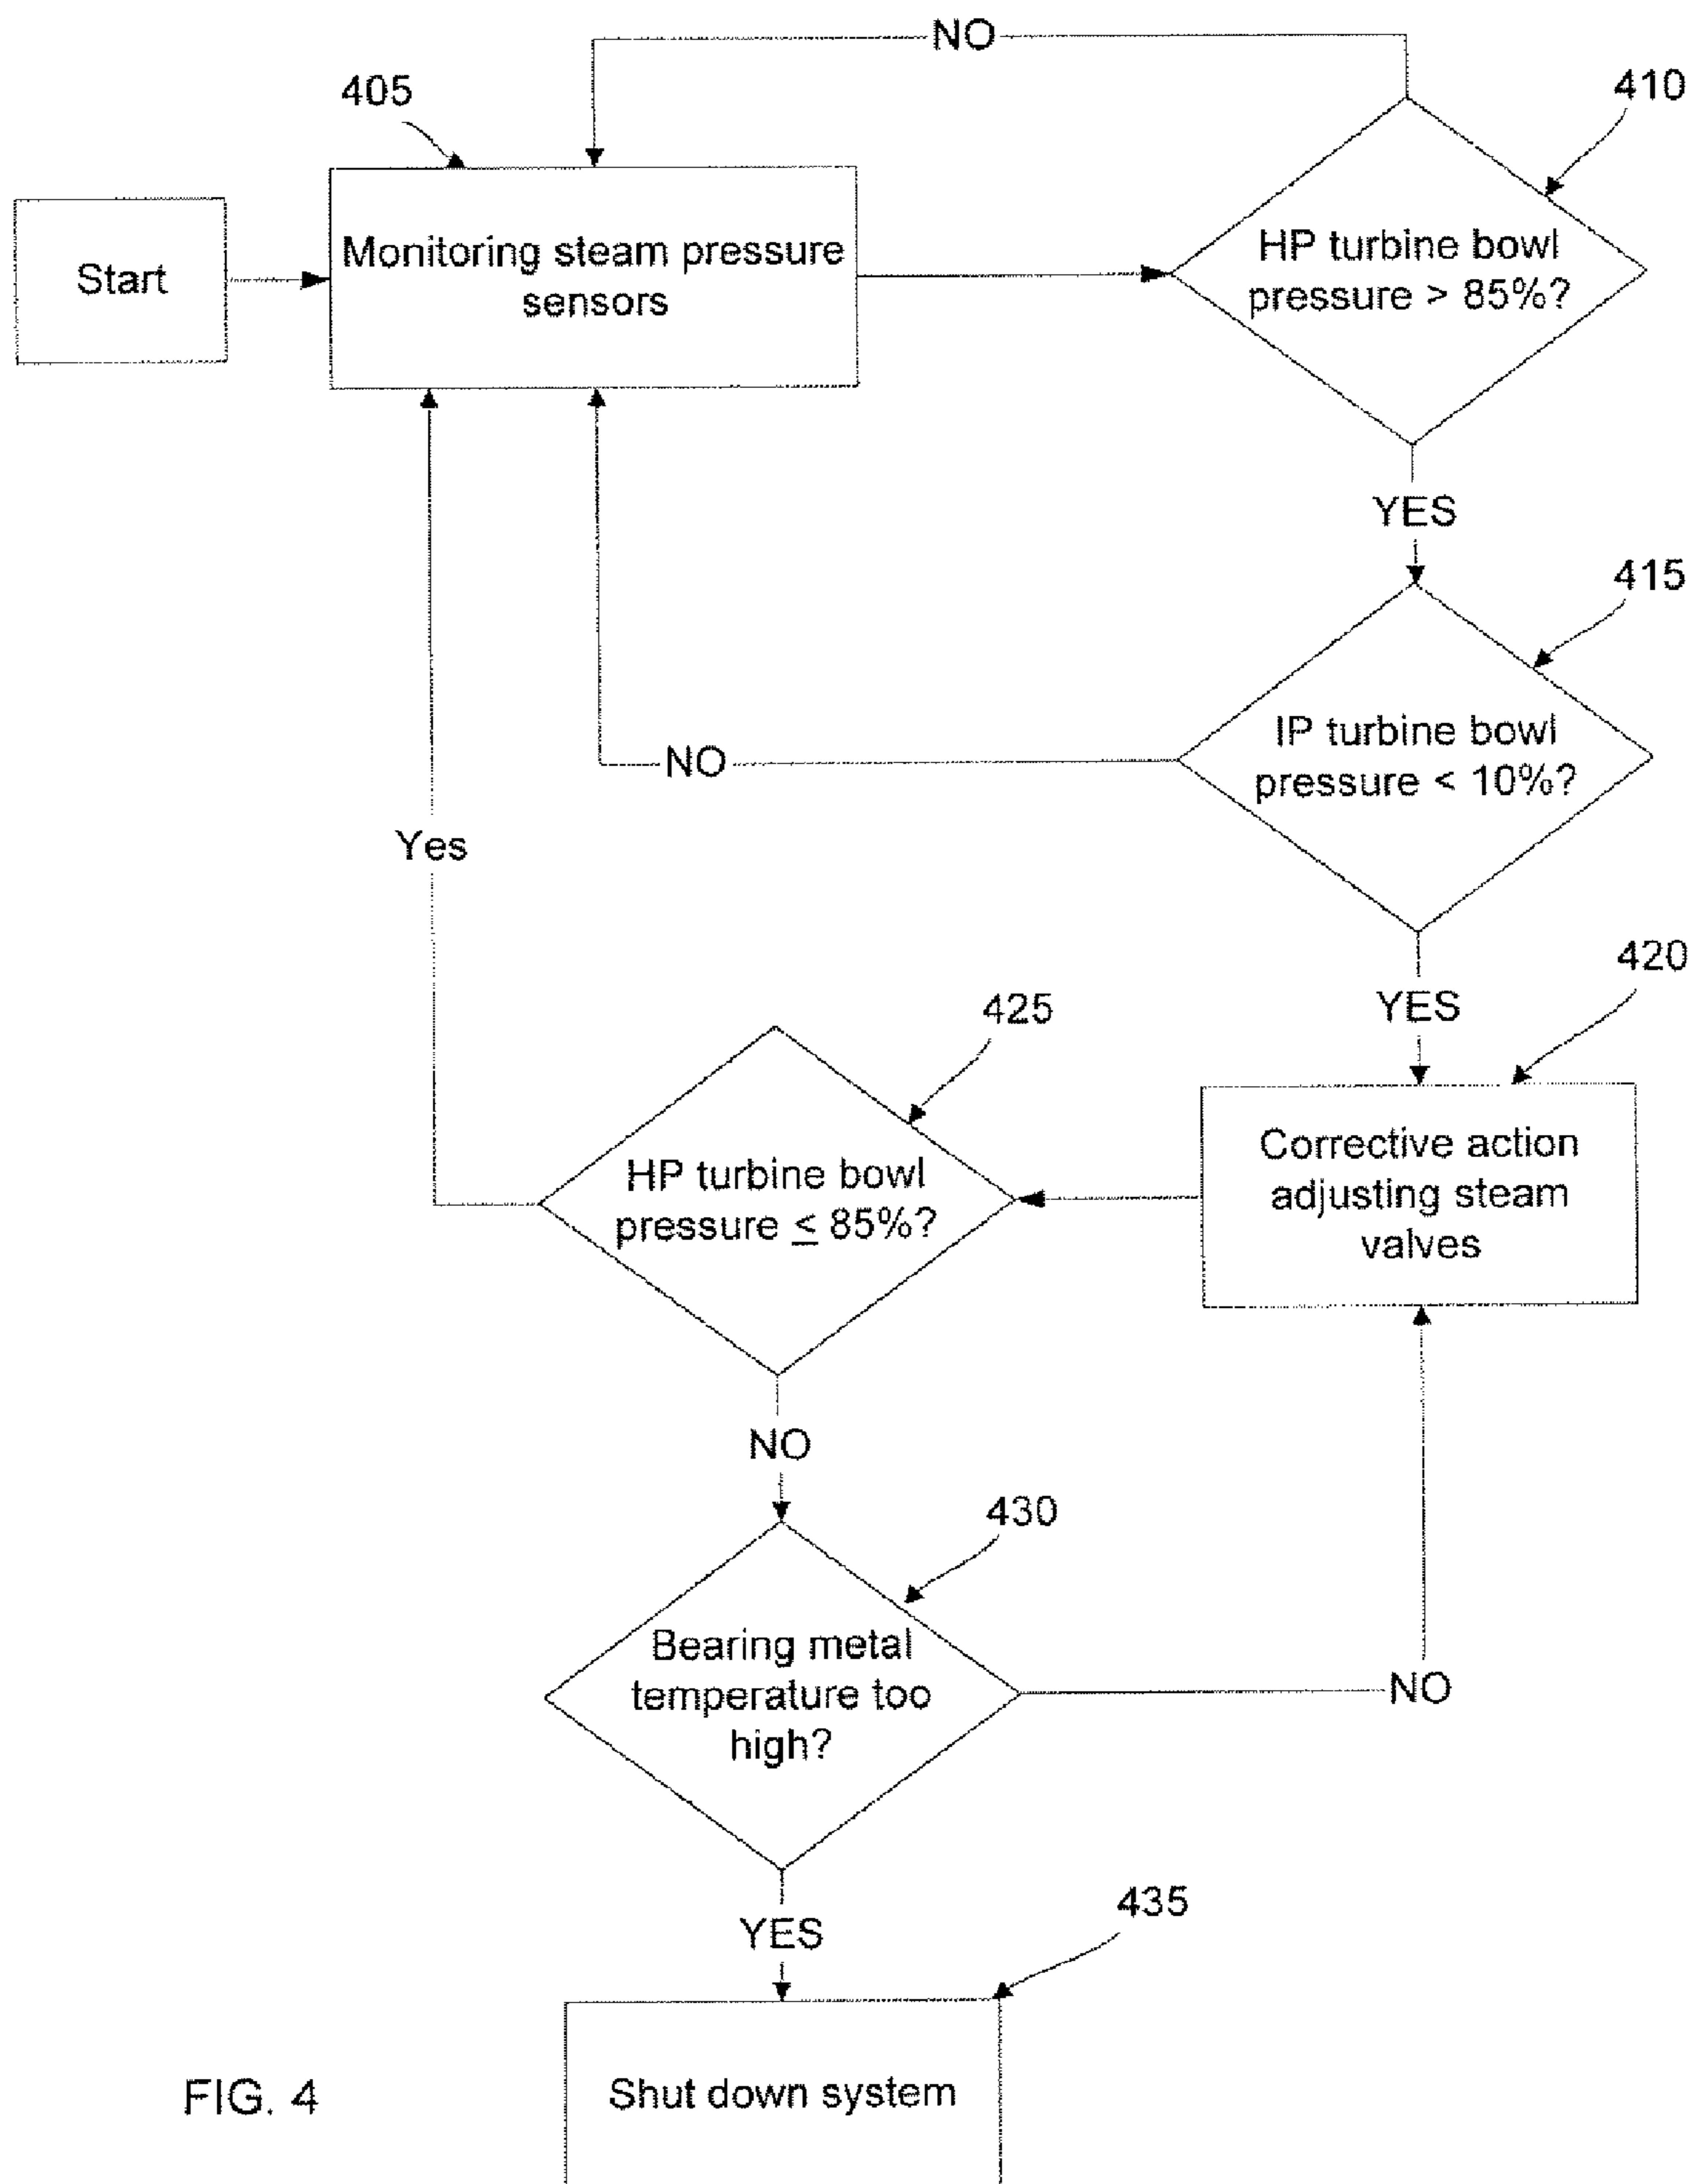 NO
405
410
Start
Monitoring steam pressure
sensors
HP turbine bowl
pressure > 85%?
YES
415
IP turbine bowl
pressure < 10%?
NO
Yes
YES
420
425
Corrective action
adjusting steam
valves
HP turbine bowl
pressure ≤ 85%?
NO
430
Bearing metal
temperature too
high?
NO
YES
435
Shut down system
FIG. 4